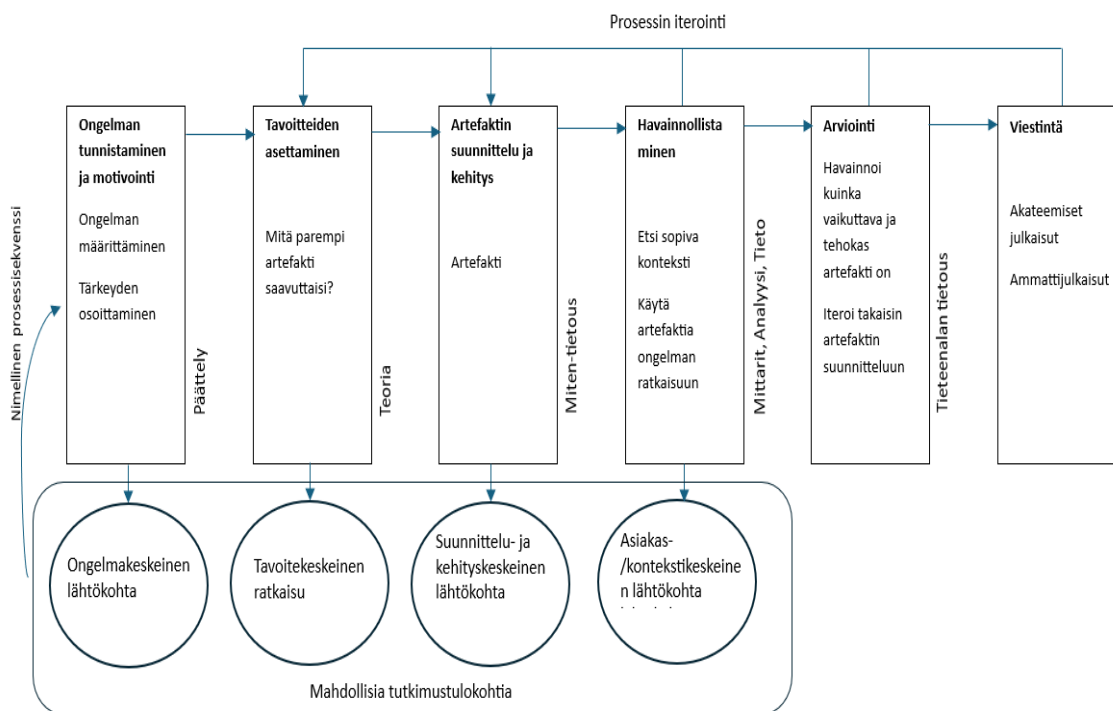 Prosessin iterointi
Nimellinen prosessisekvenssi
Ongelman
tunnistaminen
ja motivointi
Ongelman
määrittäminen
Tärkeyden
osoittaminen
Päättely
Tavoitteiden
asettaminen
Mitä parempi
artefakti
saavuttaisi?
Teoria
Artefaktin
suunnittelu ja
kehitys
Artefakti
Miten-tietous
Havainnollista
minen
Etsi sopiva
konteksti
Käytä
artefaktia
ongelman
ratkaisuun
Mittarit, Analyysi, Tieto
Arviointi
Havainnoi
kuinka
vaikuttava ja
tehokas
artefakti on
Iteroi takaisin
artefaktin
suunnitteluun
Tieteenalan tietous
Viestintä
Akateemiset
julkaisut
Ammattijulkaisut
Ongelmakeskeinen
lähtökohta
Tavoitekeskeinen
ratkaisu
Suunnittelu- ja
kehityskeskeinen
lähtökohta
Asiakas-
/kontekstikeskeine
n lähtökohta
Mahdollisia tutkimustulokohtia